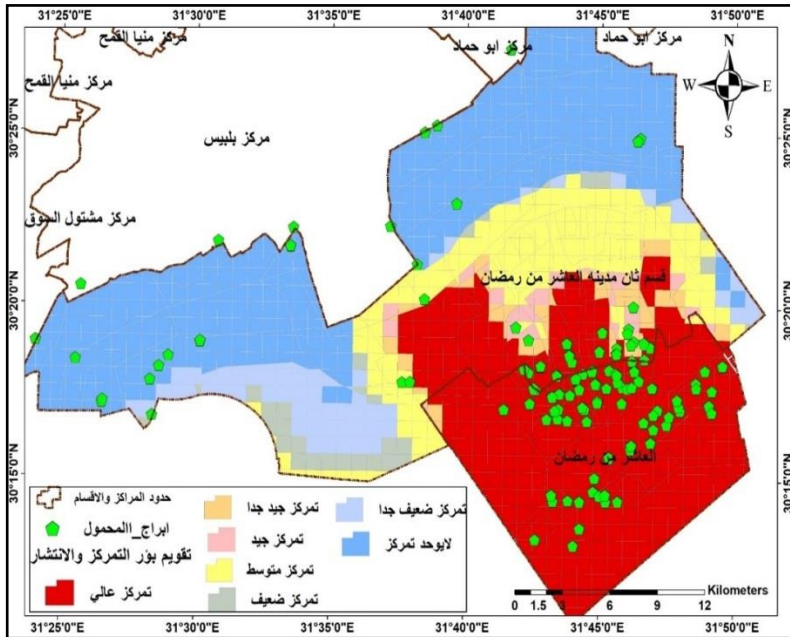 31°25'0"E 31°30'0"E 31°35'0"E 31°40'0"E 31°45'0"E 31°50'0"E
مركز منيا القمح
مركز ابو حماد
مركز ابو حماد
N
W E
S
مركز منيا القمح
30°25'0"N
30°25'0"N
مركز بلبيس
مركز مشتول السوق
قسم ثان مدينه العاشر من رمضان
30°20'0"N
30°20'0"N
العاشر من رمضان
30°15'0"N
30°15'0"N
حدود المراكز والاقسام
ابراج_االمحمول
تقويم بؤر التمركز والانتشار
تمركز عالي
تمركز جيد جدا
تمركز جيد
تمركز متوسط
تمركز ضعيف
تمركز ضعيف جدا
لايوحد تمركز
Kilometers
0 1.5 3 6 9 12
31°25'0"E 31°30'0"E 31°35'0"E 31°40'0"E 31°45'0"E 31°50'0"E